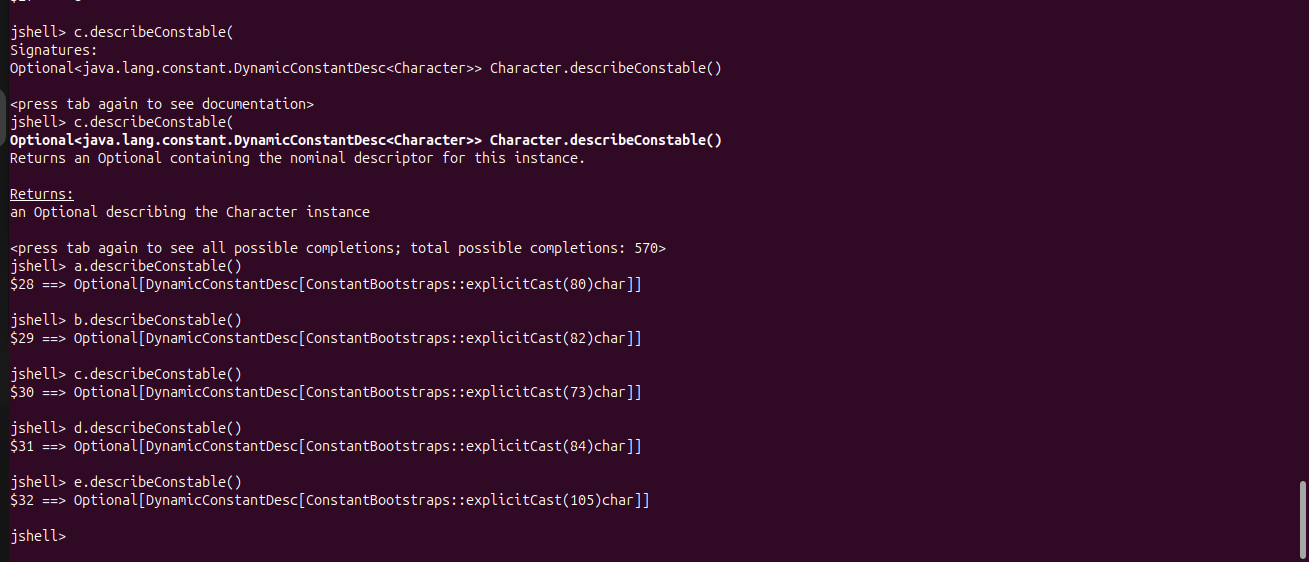 jshell> c.describeConstable(
Signatures:
Optional<java.lang.constant.DynamicConstantDesc<Character>> Character.describeConstable()
<press tab again to see documentation>
jshell> c.describeConstable(
Optional<java.lang.constant.DynamicConstantDesc<Character>> Character.describeConstable()
Returns an Optional containing the nominal descriptor for this instance.
Returns:
an Optional describing the Character instance
<press tab again to see all possible completions; total possible completions: 570>
jshell> a.describeConstable()
$28 ==> Optional[DynamicConstantDesc[ConstantBootstraps::explicitCast(80)char]]
jshell> b.describeConstable()
$29 ==> Optional[DynamicConstantDesc[ConstantBootstraps::explicitCast(82)char]]
jshell> c.describeConstable()
$30 ==> Optional[DynamicConstantDesc[ConstantBootstraps::explicitCast(73)char]]
jshell> d.describeConstable()
$31 ==> Optional[DynamicConstantDesc[ConstantBootstraps::explicitCast(84)char]]
jshell> e.describeConstable()
$32 ==> Optional[DynamicConstantDesc[ConstantBootstraps::explicitCast(105)char]]
jshell>